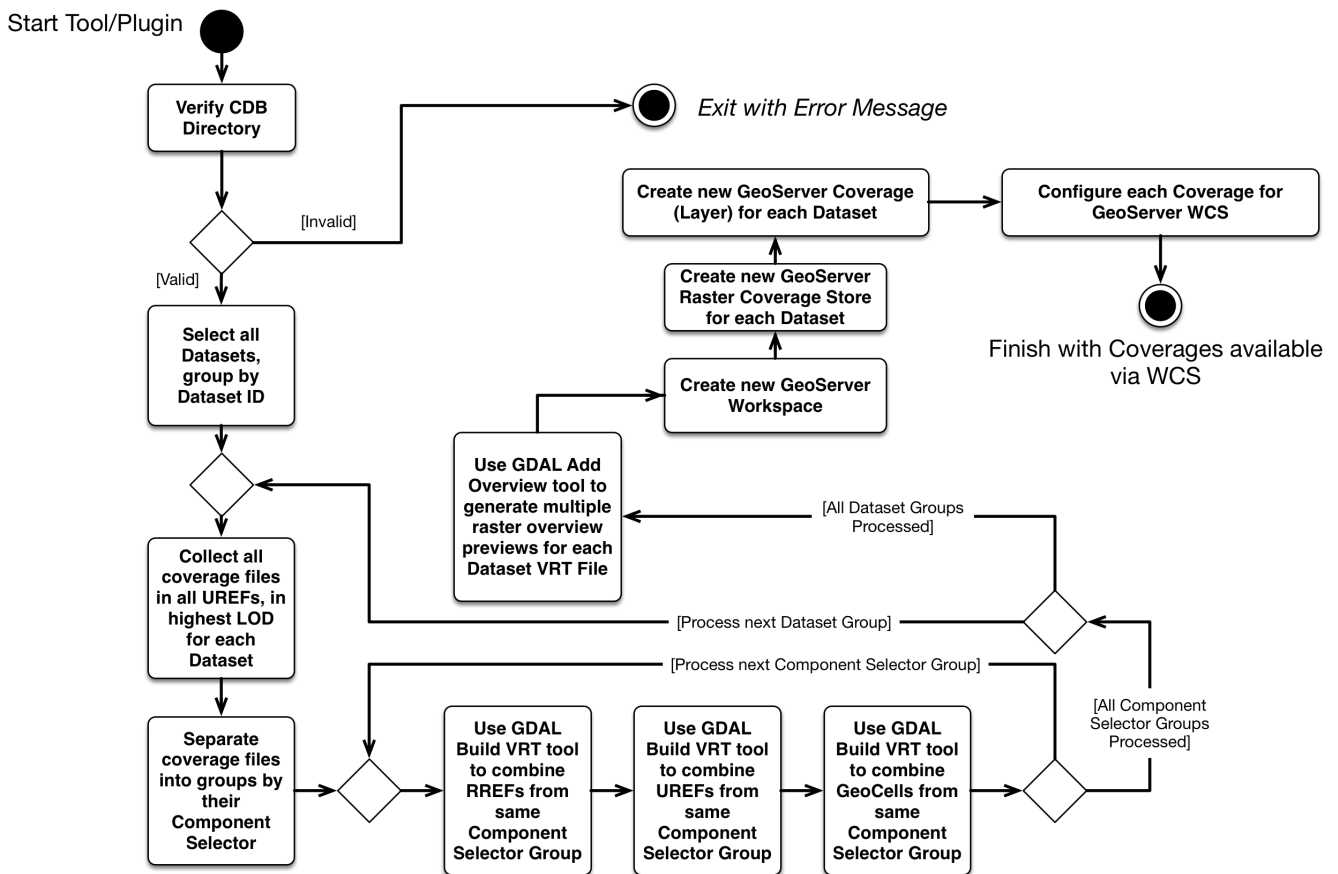 Start Tool/Plugin
Verify CDB
Directory
Exit with Error Message
[Invalid]
[Valid]
Create new GeoServer Coverage
(Layer) for each Dataset
Configure each Coverage for
GeoServer WCS
Create new GeoServer
Raster Coverage Store
for each Dataset
Finish with Coverages available
via WCS
Select all
Datasets,
group by
Dataset ID
Create new GeoServer
Workspace
Use GDAL Add
Overview tool to
generate multiple
raster overview
previews for each
Dataset VRT File
[All Dataset Groups
Processed]
Collect all
coverage files
in all UREFs, in
highest LOD
for each
Dataset
[Process next Dataset Group]
[Process next Component Selector Group]
[All Component
Selector Groups
Processed]
Separate
coverage files
into groups by
their
Component
Selector
Use GDAL
Build VRT tool
to combine
RREFs from
same
Component
Selector Group
Use GDAL
Build VRT tool
to combine
UREFs from
same
Component
Selector Group
Use GDAL
Build VRT tool
to combine
GeoCells from
same
Component
Selector Group